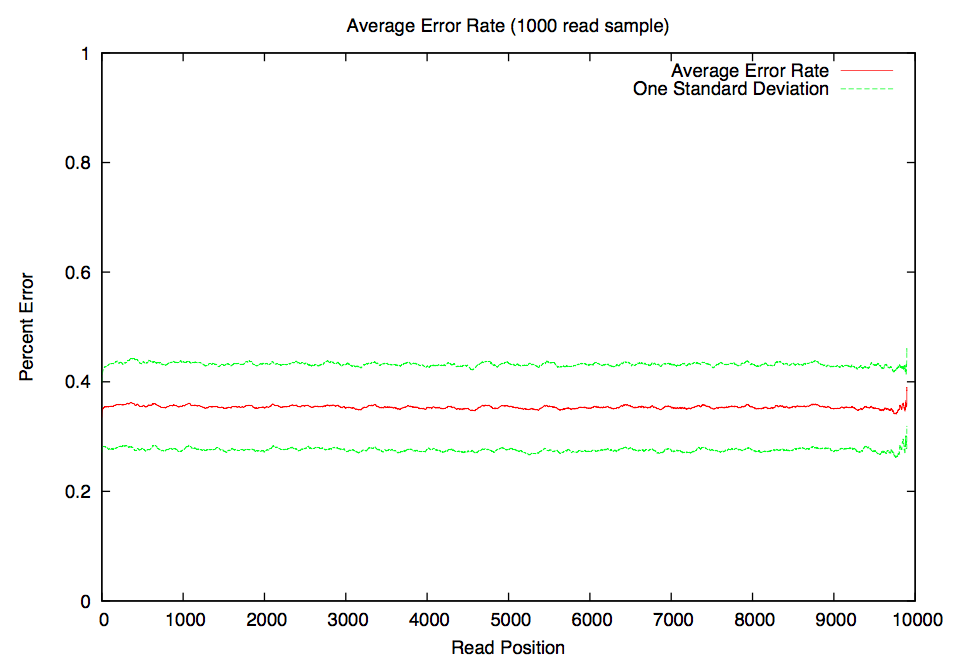 Average Error Rate (1000 read sample)
1
Average Error Rate
One Standard Deviation
0.8
0.6
Percent Error
0.4
0.2
0
0 1000 2000 3000 4000 5000 6000 7000 8000 9000 10000
Read Position